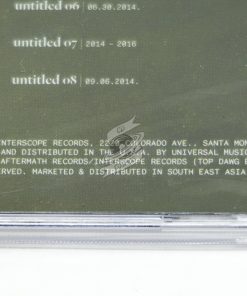 untitled 06 | 06.30.2014.
untitled 07 | 2014 - 2016
untitled 08 | 09.06.2014.
NTERSCOPE RECORDS, 2220 COLORADO AVE., SANTA MON
AND DISTRIBUTED IN THE U.S.A. BY UNIVERSAL MUSIC
AFTERMATH RECORDS/INTERSCOPE RECORDS (TOP DAWG E
ERVED. MARKETED & DISTRIBUTED IN SOUTH EAST ASIA